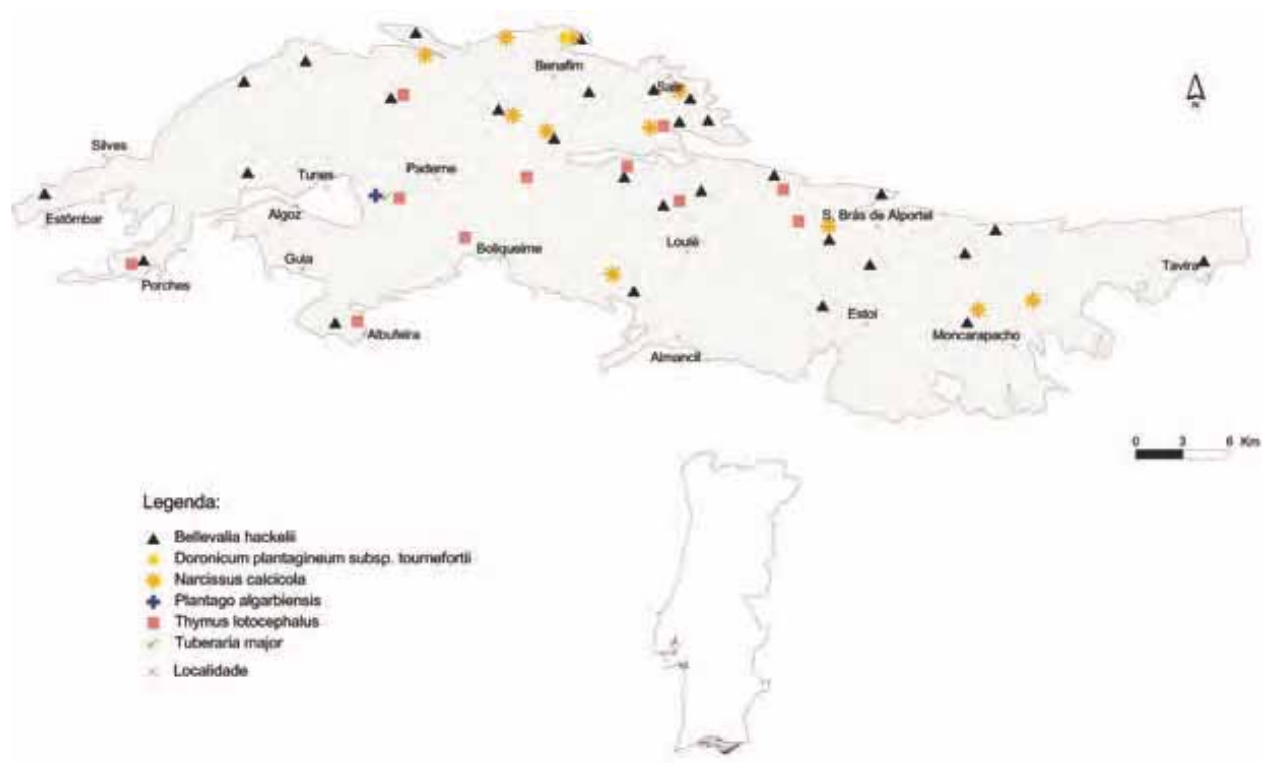 Benafim
Salir
N
Silves
Tunes
Paderne
Estômbar
Algoz
S. Brás de Alportel
Loulé
Boliqueime
Guia
Tavira
Porches
Estoi
Albufeira
Moncarapacho
Almancil
0 3 6 Km
Legenda:
Bellevalia hackelii
Doronicum plantagineum subsp. tournefortii
Narcissus calcicola
Plantago algarbiensis
Thymus lotocephalus
Tuberaria major
Localidade